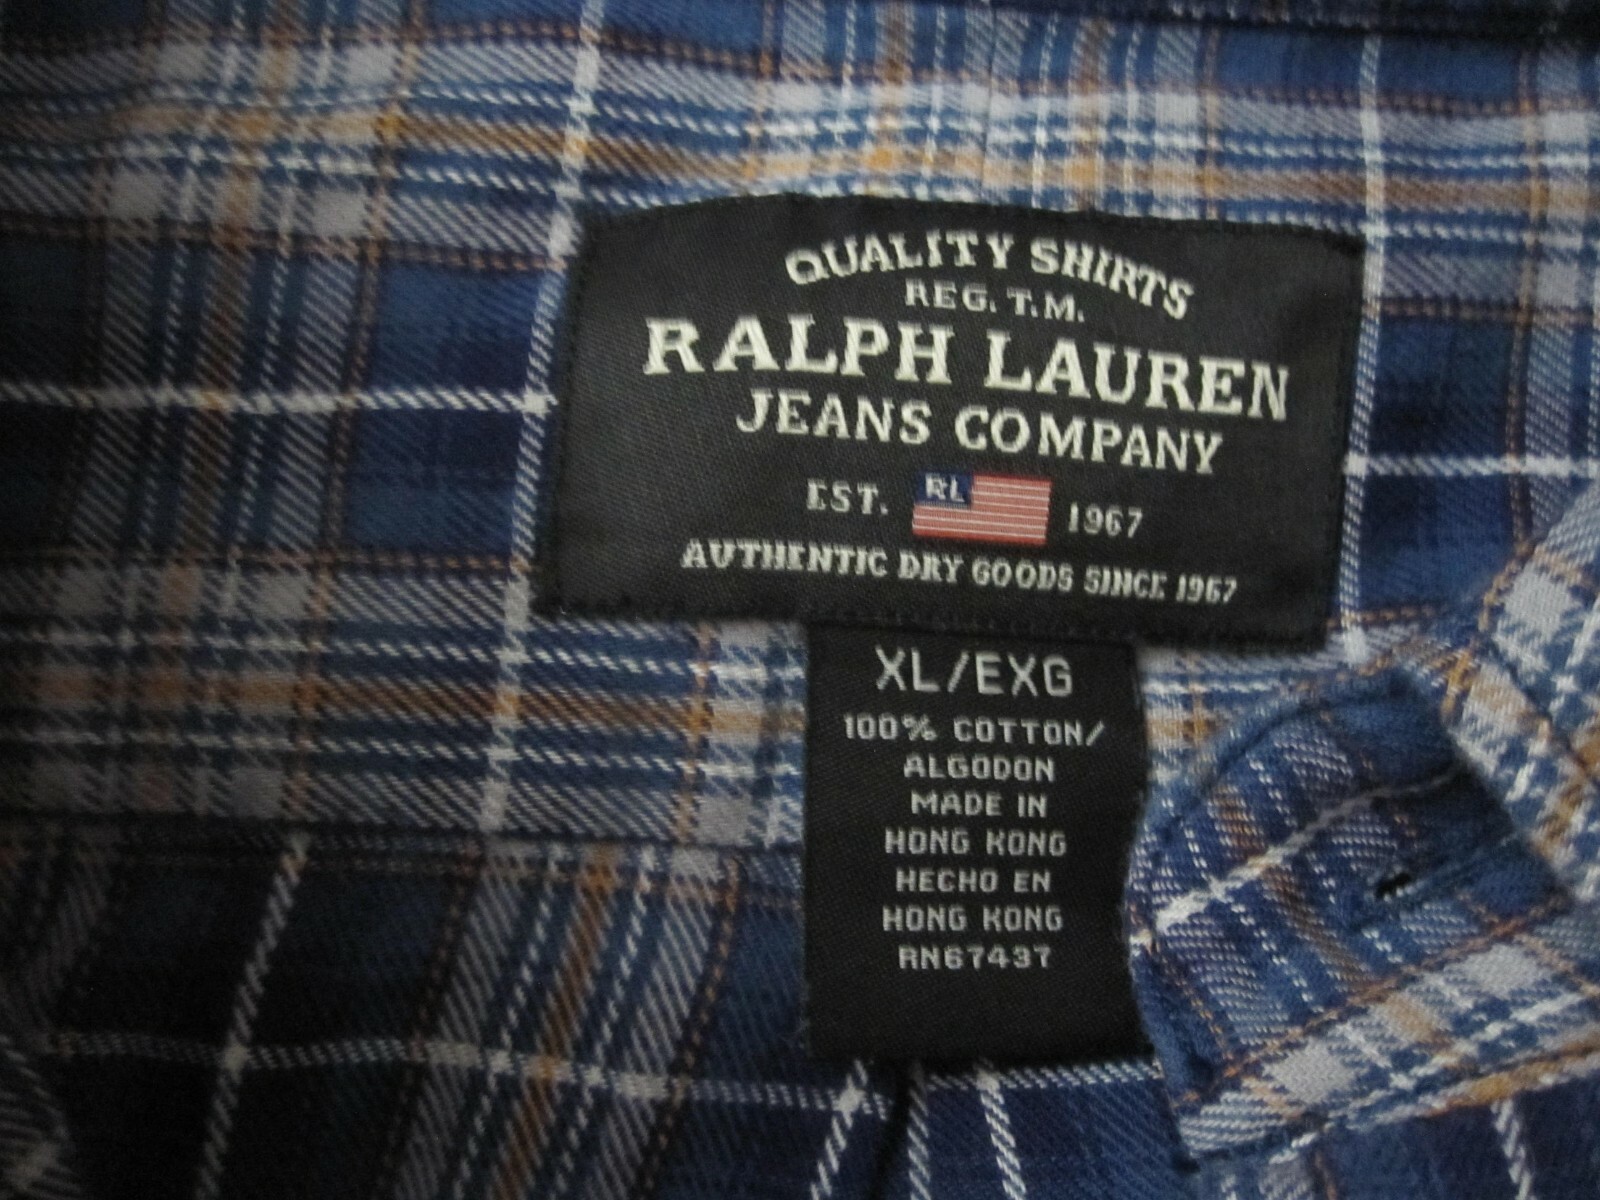 QUALITY SHIRTS
REG. T.M.
RALPH LAUREN
JEANS COMPANY
EST. RL 1967
AUTHENTIC DRY GOODS SINCE 1967
XL/EXG
100% COTTON/
ALGODON
MADE IN
HONG KONG
HECHO EN
HONG KONG
RN67437